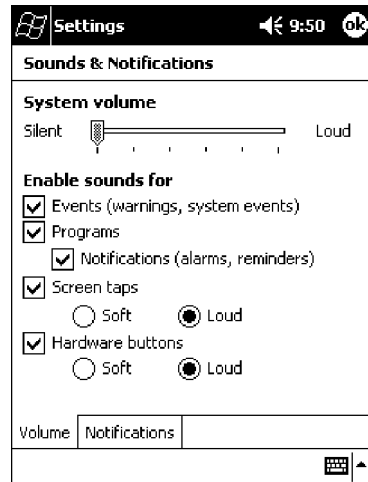 Settings 9:50 ok
Sounds & Notifications
System volume
Silent Loud
Enable sounds for
Events (warnings, system events)
Programs
Notifications (alarms, reminders)
Screen taps
Soft Loud
Hardware buttons
Soft Loud
Volume Notifications